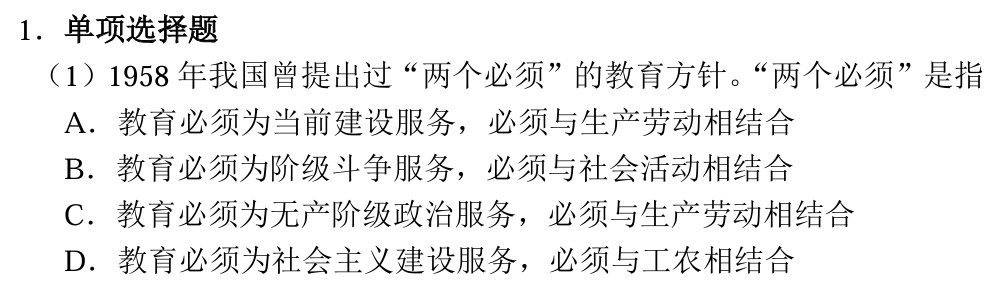 1. 单项选择题
（1）1958 年我国曾提出过“两个必须”的教育方针。“两个必须”是指
A. 教育必须为当前建设服务，必须与生产劳动相结合
B. 教育必须为阶级斗争服务，必须与社会活动相结合
C. 教育必须为无产阶级政治服务，必须与生产劳动相结合
D. 教育必须为社会主义建设服务，必须与工农相结合